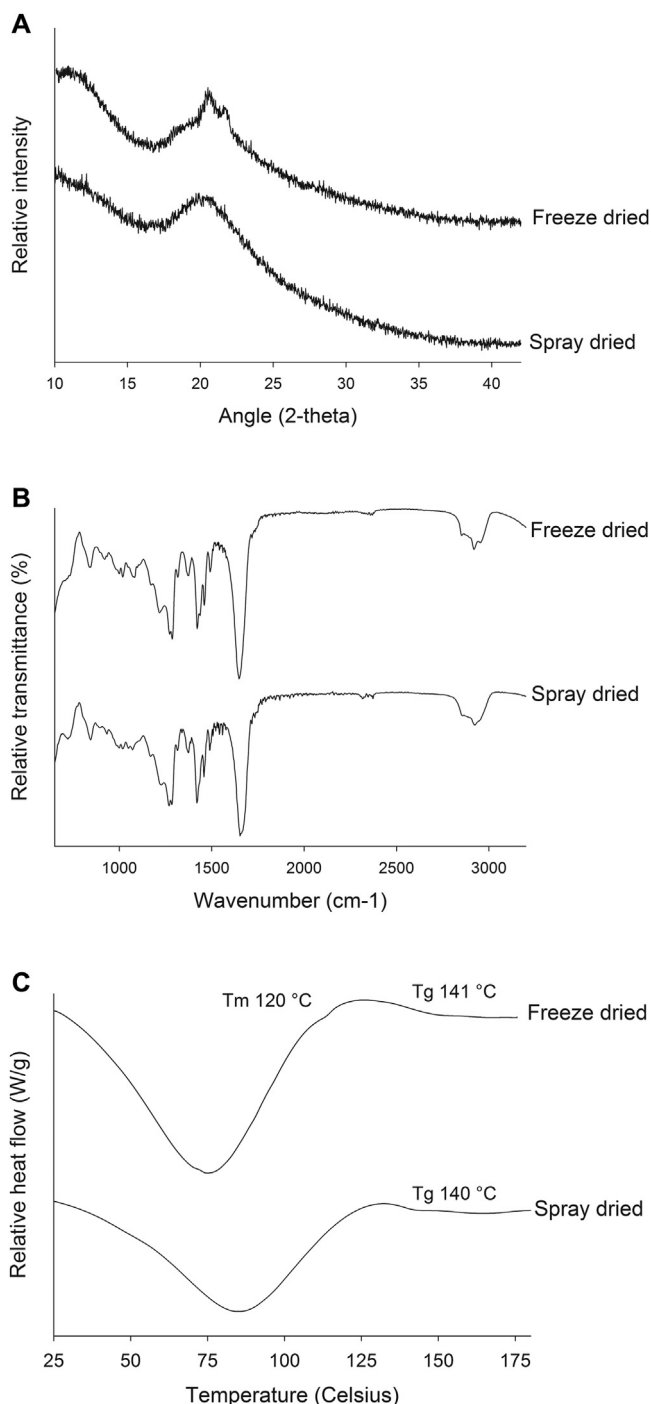 A
Relative intensity
Freeze dried
Spray dried
10 15 20 25 30 35 40
Angle (2-theta)
B
Relative transmittance (%)
Freeze dried
Spray dried
1000 1500 2000 2500 3000
Wavenumber (cm-1)
C
Relative heat flow (W/g)
Tm 120 °C
Tg 141 °C
Freeze dried
Tg 140 °C
Spray dried
25 50 75 100 125 150 175
Temperature (Celsius)